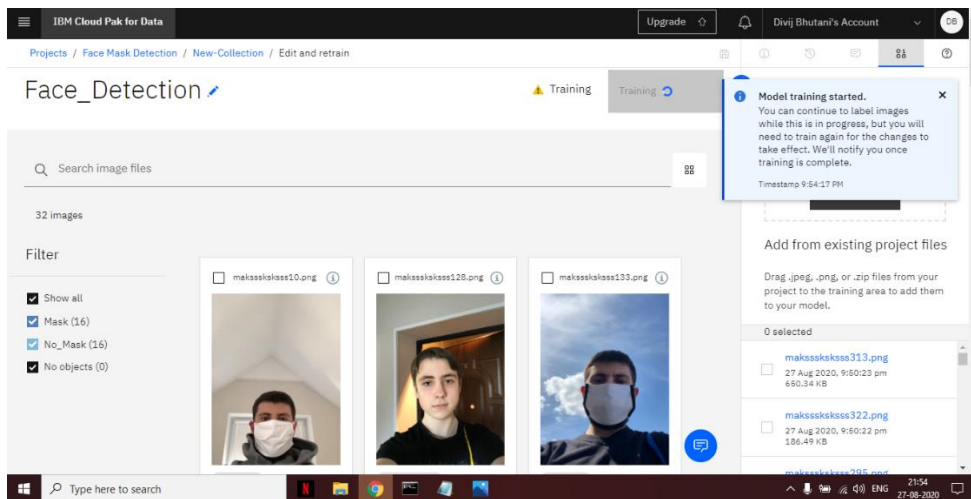 IBM Cloud Pak for Data
Upgrade
Divij Bhutani's Account
DB
Projects / Face Mask Detection / New-Collection / Edit and retrain
Face_Detection
Training
Training
Model training started.
You can continue to label images
while this is in progress, but you will
need to train again for the changes to
take effect. We'll notify you once
training is complete.
Timestamp 9:54:17 PM
Search image files
32 images
Filter
Show all
Mask (16)
No_Mask (16)
No objects (0)
maksssksksss10.png
maksssksksss128.png
maksssksksss133.png
Add from existing project files
Drag .jpeg, .png, or .zip files from your
project to the training area to add them
to your model.
0 selected
maksssksksss313.png
27 Aug 2020, 9:50:23 pm
650.34 KB
maksssksksss322.png
27 Aug 2020, 9:50:22 pm
186.49 KB
maksssksksss295.png
Type here to search
ENG
21:54
27-08-2020